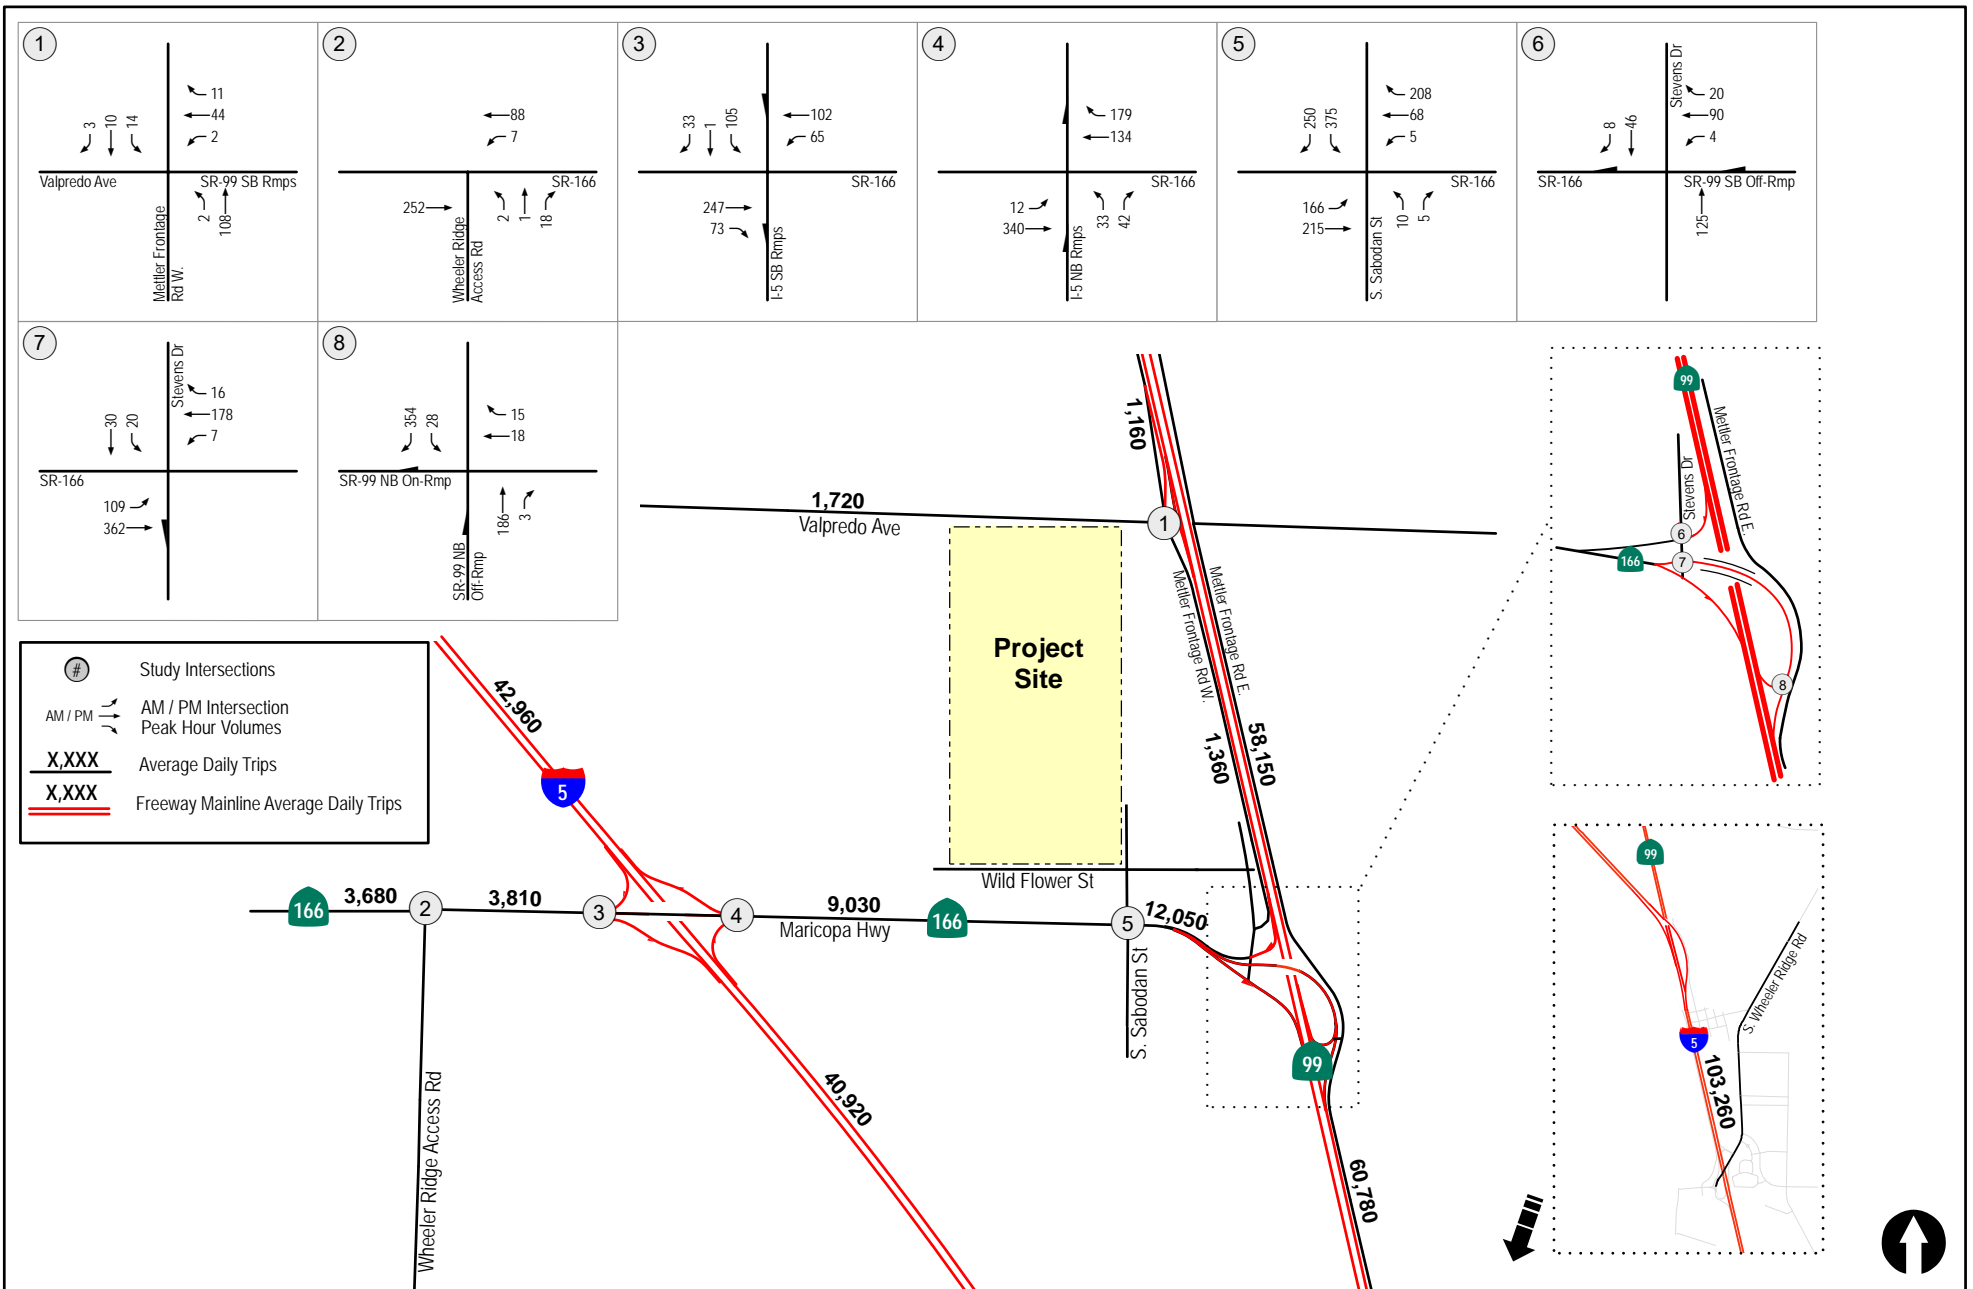 1
11
44
2
3
10
14
Valpredo Ave
SR-99 SB Rmps
2
108
Mettler Frontage
Rd W.
2
88
7
SR-166
252
2
1
18
Wheeler Ridge
Access Rd
3
33
1
105
102
65
SR-166
247
73
I-5 SB Rmps
4
179
134
SR-166
12
340
33
42
I-5 NB Rmps
5
250
375
208
68
5
SR-166
166
215
10
5
S. Sabodan St
6
Stevens Dr
8
46
20
90
4
SR-166
SR-99 SB Off-Rmp
125
7
Stevens Dr
30
20
16
178
7
SR-166
109
362
8
354
28
15
18
SR-99 NB On-Rmp
186
3
SR-99 NB
Off-Rmp
# Study Intersections
AM / PM
AM / PM Intersection
Peak Hour Volumes
X,XXX Average Daily Trips
X,XXX Freeway Mainline Average Daily Trips
1,160
1,720
Valpredo Ave
1
Mettler Frontage Rd W.
Mettler Frontage Rd E.
Project
Site
58,150
1,360
42,960
5
Wild Flower St
166
3,680
2
3,810
3
4
9,030
Maricopa Hwy
166
5
12,050
S. Sabodan St
99
40,920
60,780
Wheeler Ridge Access Rd
99
Mettler Frontage Rd E.
Stevens Dr
6
166
7
8
99
S. Wheeler Ridge Rd
5
103,260